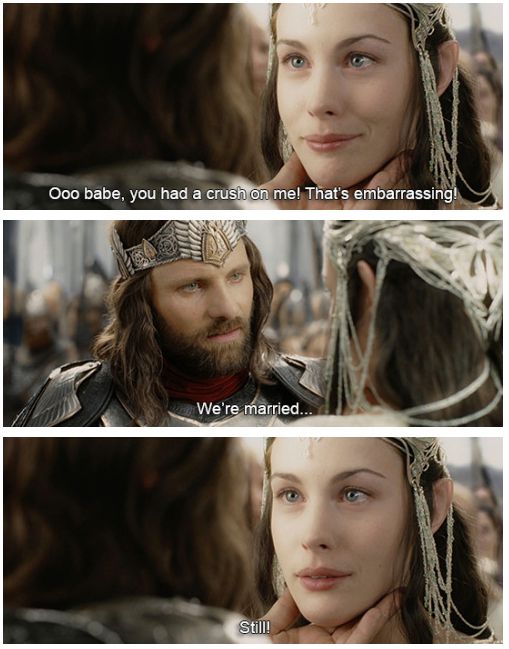 Ooo babe, you had a crush on me! That's embarrassing!
We're married...
Still!